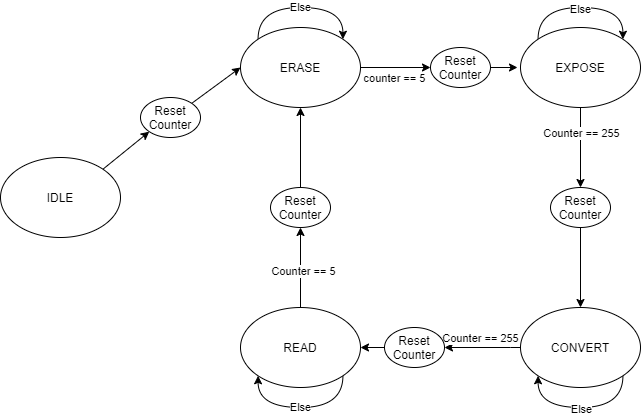 Else
Else
ERASE
Reset
Counter
EXPOSE
counter == 5
Reset
Counter
Counter == 255
IDLE
Reset
Counter
Reset
Counter
Counter == 5
READ
Reset
Counter
Counter == 255
CONVERT
Else
Else